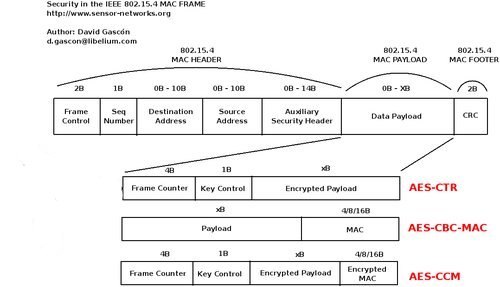 Security in the IEEE 802.15.4 MAC FRAME
http://www.sensor-networks.org
Author: David Gascón
d.gascon@libelium.com
802.15.4 802.15.4 802.15.4
MAC HEADER MAC PAYLOAD MAC FOOTER
2B 1B 0B - 10B 0B - 10B 0B - 14B 0B - XB 2B
Frame Seq Destination Source Auxiliary
Control Number Address Address Security Header Data Payload CRC
4B 1B xB
Frame Counter Key Control Encrypted Payload AES-CTR
xB 4/8/16B
Payload MAC AES-CBC-MAC
4B 1B xB 4/8/16B
Frame Counter Key Control Encrypted Payload Encrypted
MAC AES-CCM